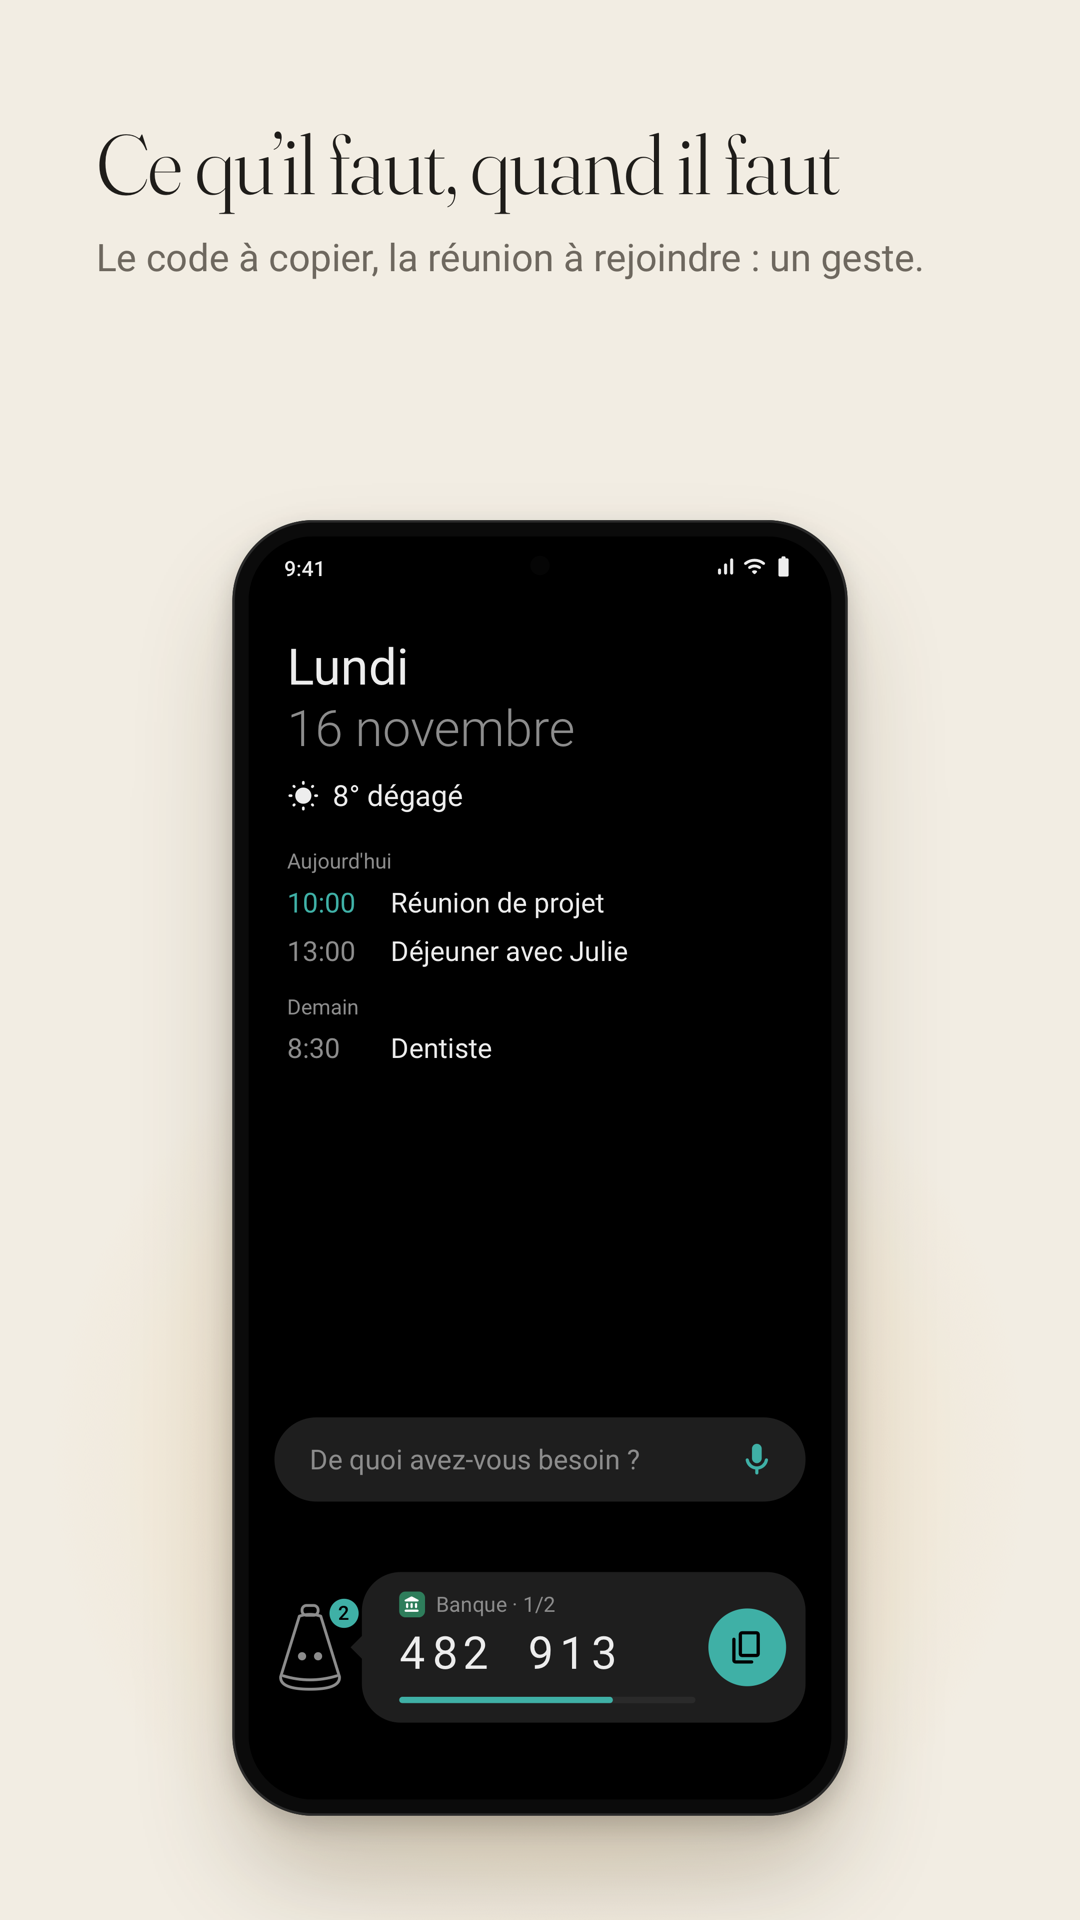 Ce qu’il faut, quand il faut
Le code à copier, la réunion à rejoindre : un geste.
9:41
Lundi
16 novembre
8° dégagé
Aujourd'hui
10:00 Réunion de projet
13:00 Déjeuner avec Julie
Demain
8:30 Dentiste
De quoi avez-vous besoin ?
2
Banque · 1/2
482 913